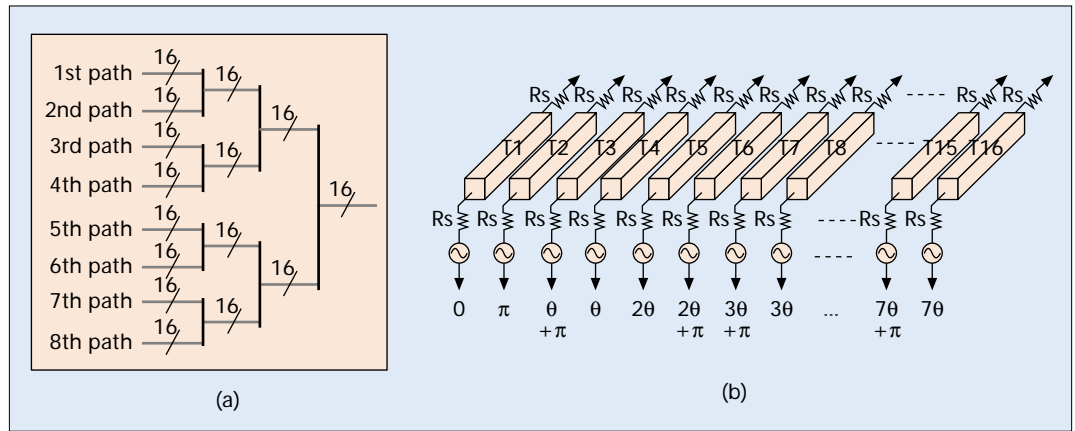 1st path
2nd path
3rd path
4th path
5th path
6th path
7th path
8th path
16 16 16 16
16 16 16 16
16 16 16 16
16 16
16
(a)
Rs Rs Rs Rs Rs Rs Rs Rs ---- Rs Rs
T1 T2 T3 T4 T5 T6 T7 T8 ---- T15 T16
Rs Rs Rs Rs Rs Rs Rs Rs ---- Rs Rs
----
0 π θ θ 2θ 2θ 3θ 3θ ... 7θ 7θ
+π +π +π +π
(b)